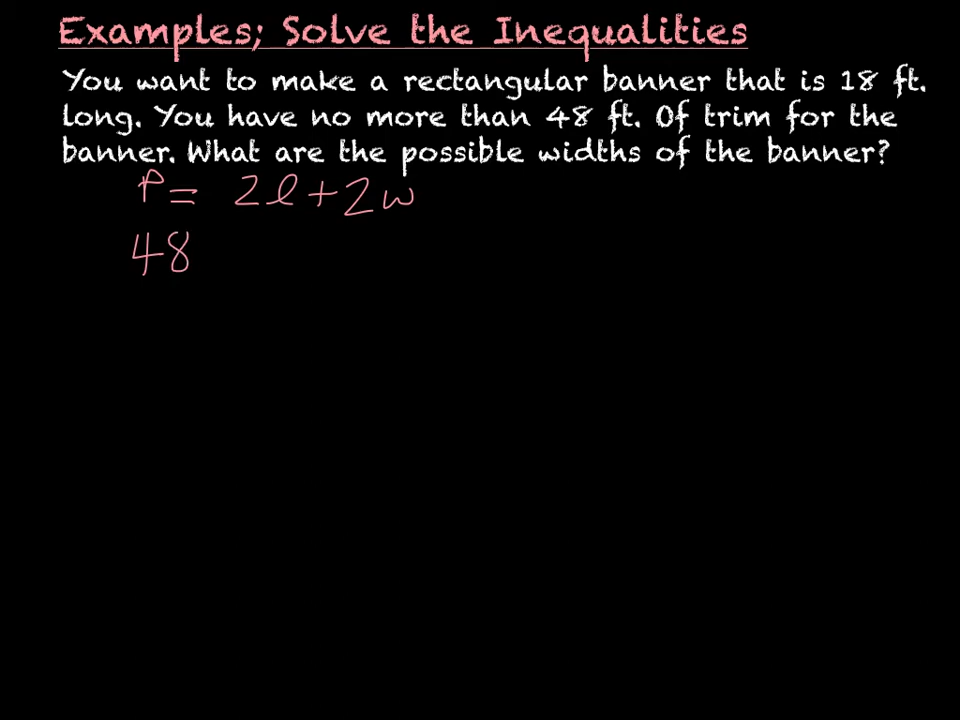 Examples; Solve the Inequalities
You want to make a rectangular banner that is 18 ft.
long. You have no more than 48 ft. Of trim for the
banner. What are the possible widths of the banner?
P = 2l + 2w
48